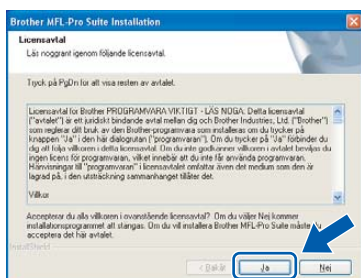 Brother MFL-Pro Suite Installation
Licensavtal
Läs noggrant igenom följande licensavtal.
Tryck på PgDn för att visa resten av avtalet.
Licensavtal för Brother PROGRAMVARA VIKTIGT - LÄS NOGA. Detta licensavtal
("avtalet") är ett juridiskt bindande avtal mellan dig och Brother Industries, Ltd. ("Brother")
som reglerar ditt bruk av den Brother-programvara som installeras om du trycker på
knappen "Ja" i den här dialogrutan ("programvaran"). Om du trycker på "Ja" förbinder du
dig att följa villkoren i detta licensavtal. Om du inte godkänner villkoren i avtalet beviljas du
ingen licens för programvaran, vilket innebär att du inte får använda programvaran.
Hänvisningar till "programvaran" i licensavtalet omfattar även det medium som den är
lagrad på, i den utsträckning sammanhanget tillåter det.
Villkor
Accepterar du alla villkoren i ovanstående licensavtal? Om du väljer Nej kommer
installationsprogrammet att stängas. Om du vill installera Brother MFL-Pro Suite måste du
acceptera det här avtalet.
InstallShield
< Bakåt
Ja
Nej